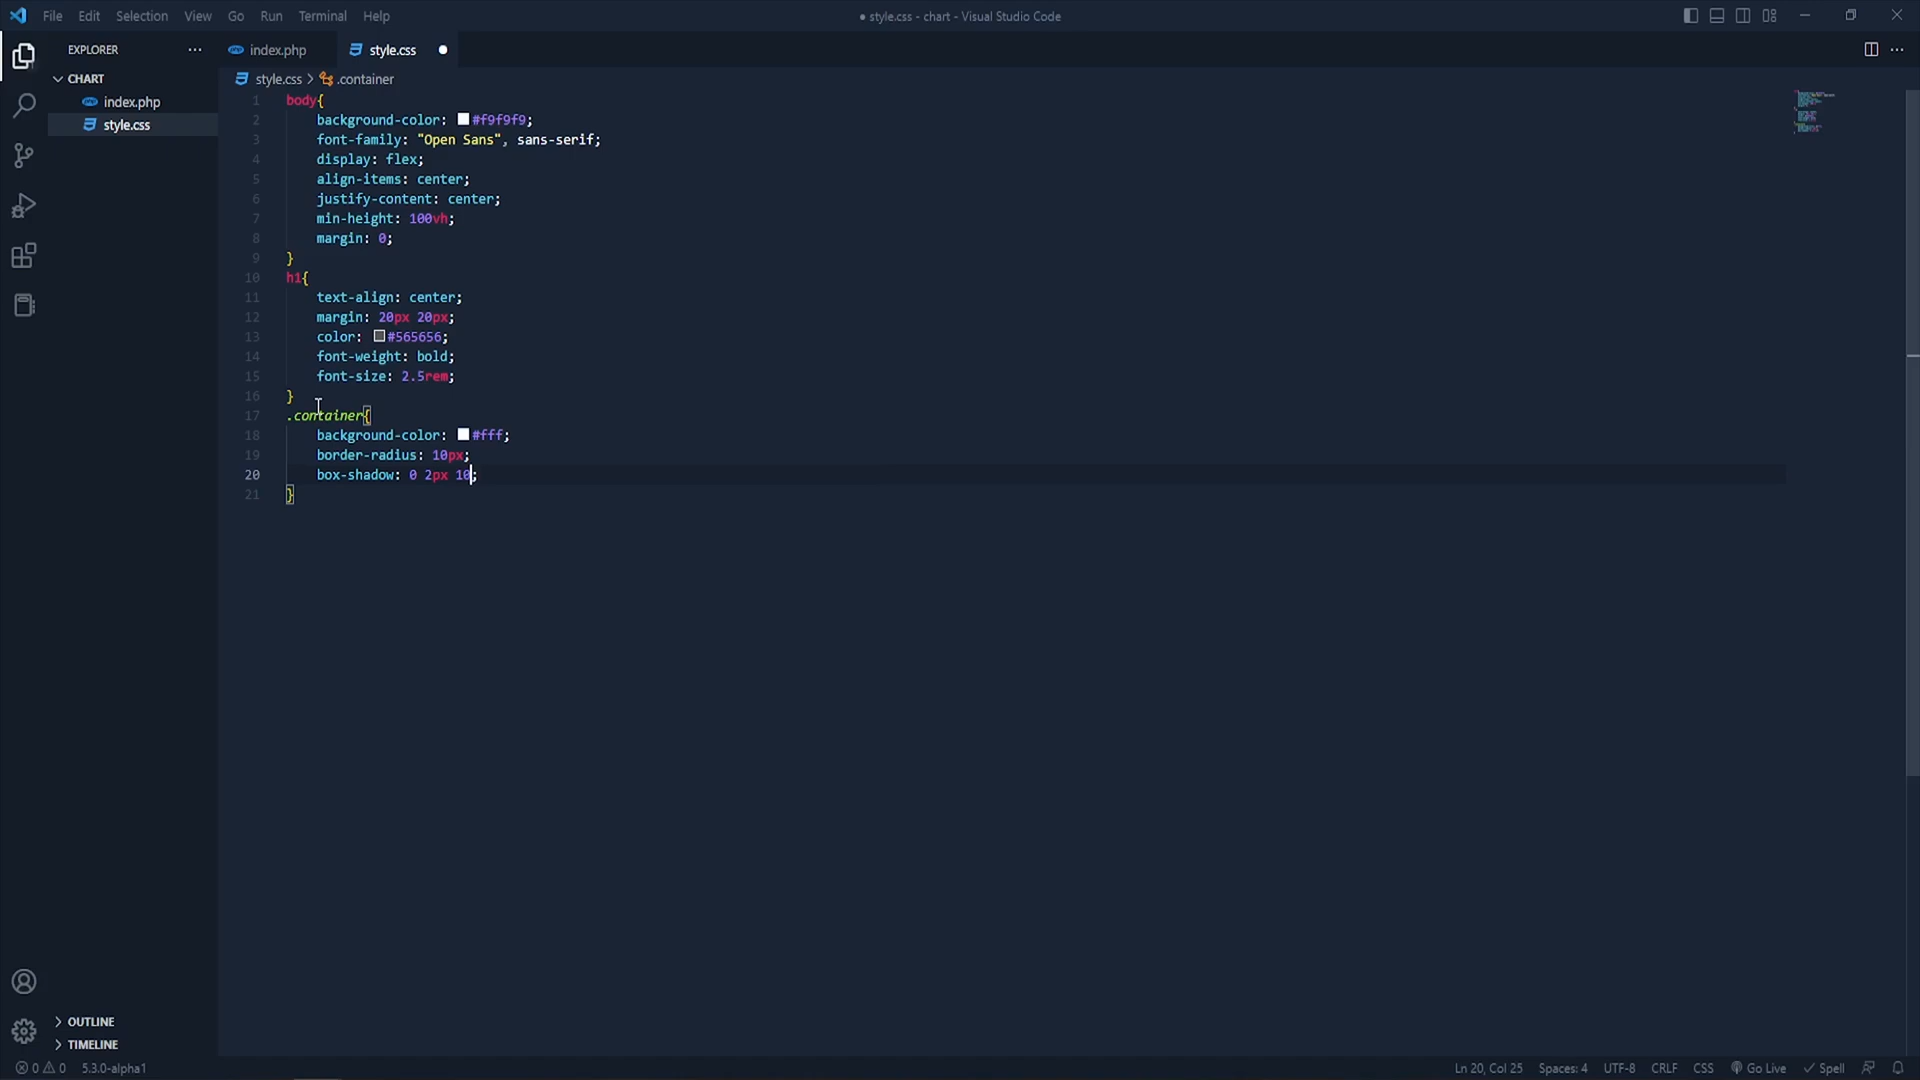 File Edit Selection View Go Run Terminal Help
● style.css - chart - Visual Studio Code
EXPLORER
index.php
style.css
CHART
index.php
style.css
style.css > .container
1 body{
2 background-color: #f9f9f9;
3 font-family: "Open Sans", sans-serif;
4 display: flex;
5 align-items: center;
6 justify-content: center;
7 min-height: 100vh;
8 margin: 0;
9 }
10 h1{
11 text-align: center;
12 margin: 20px 20px;
13 color: #565656;
14 font-weight: bold;
15 font-size: 2.5rem;
16 }
17 .container{
18 background-color: #fff;
19 border-radius: 10px;
20 box-shadow: 0 2px 10;
21 }
OUTLINE
TIMELINE
0 0 5.3.0-alpha1
Ln 20, Col 25 Spaces: 4 UTF-8 CRLF CSS Go Live Spell